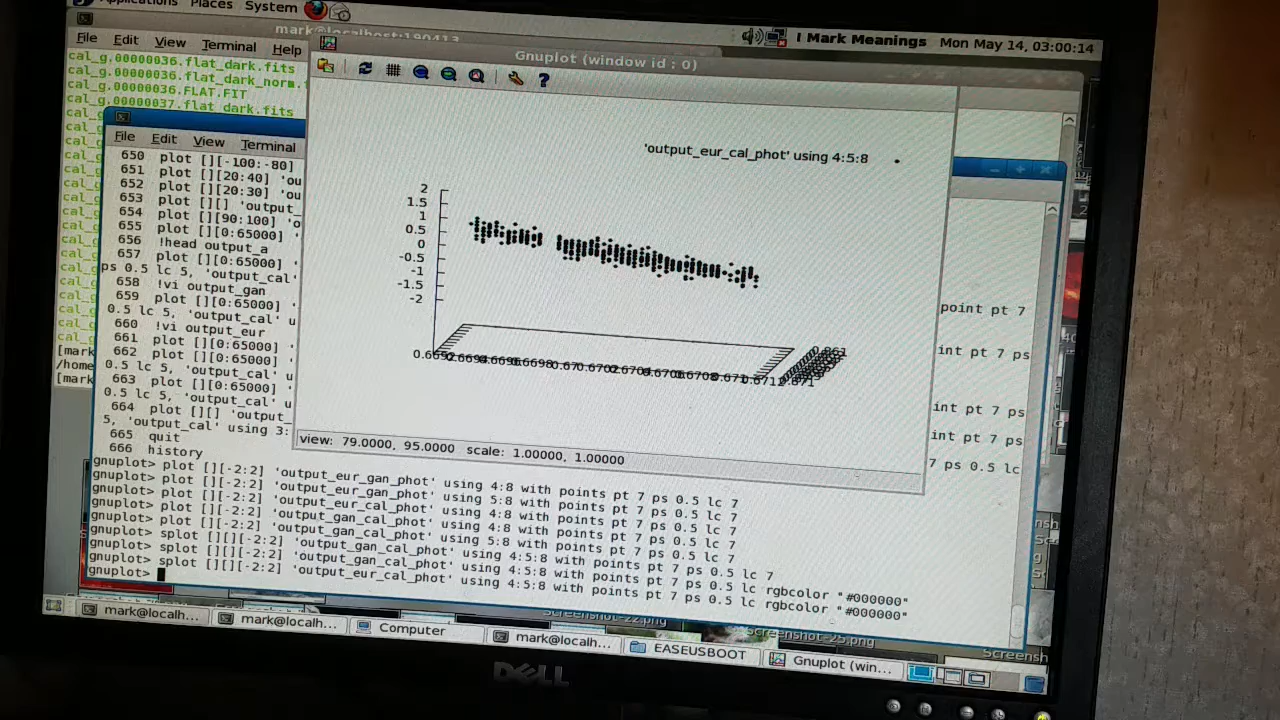 Applications Places System
mark@localhost:190413
Mark Meanings Mon May 14, 03:00:14
File Edit View Terminal Help
Gnuplot (window id : 0)
cal_g.00000036.flat_dark.fits
cal_g.00000036.flat_dark_norm.
cal_g.00000036.FLAT.FIT
cal_g.00000037.flat_dark.fits
File Edit View Terminal
'output_eur_cal_phot' using 4:5:8
2
1.5
1
0.5
0
-0.5
-1
-1.5
-2
view: 79.0000, 95.0000 scale: 1.00000, 1.00000
650 plot [][-100:-80]
651 plot [][20:40] 'ou
652 plot [][20:30] 'ou
653 plot [][] 'output_
654 plot [][90:100] 'o
655 plot [][0:65000]
656 !head output_a
657 plot [][0:65000]
ps 0.5 lc 5, 'output_cal'
658 !vi output_gan
659 plot [][0:65000] '
0.5 lc 5, 'output_cal' u
660 !vi output_eur
661 plot [][0:65000]
662 plot [][0:65000]
0.5 lc 5, 'output_cal' u
663 plot [][0:65000]
0.5 lc 5, 'output_cal' u
664 plot [][] 'output_
5, 'output_cal' using 3:
665 quit
666 history
point pt 7
int pt 7 ps
int pt 7 ps
int pt 7 ps
7 ps 0.5 lc
[mark
/home
[mar
gnuplot> plot [][-2:2] 'output_eur_gan_phot' using 4:8 with points pt 7 ps 0.5 lc 7
gnuplot> plot [][-2:2] 'output_eur_gan_phot' using 5:8 with points pt 7 ps 0.5 lc 7
gnuplot> plot [][-2:2] 'output_eur_cal_phot' using 4:8 with points pt 7 ps 0.5 lc 7
gnuplot> plot [][-2:2] 'output_gan_cal_phot' using 4:8 with points pt 7 ps 0.5 lc 7
gnuplot> plot [][-2:2] 'output_gan_cal_phot' using 5:8 with points pt 7 ps 0.5 lc 7
gnuplot> splot [][][-2:2] 'output_gan_cal_phot' using 4:5:8 with points pt 7 ps 0.5 lc 7
gnuplot> splot [][][-2:2] 'output_gan_cal_phot' using 4:5:8 with points pt 7 ps 0.5 lc rgbcolor "#000000"
gnuplot> splot [][][-2:2] 'output_eur_cal_phot' using 4:5:8 with points pt 7 ps 0.5 lc rgbcolor "#000000"
gnuplot>
Screenshot-22.png
Screenshot-25.png
Screensh
mark@localh...
mark@localh...
Computer
mark@localh...
EASEUSBOOT
Gnuplot (win...
DELL